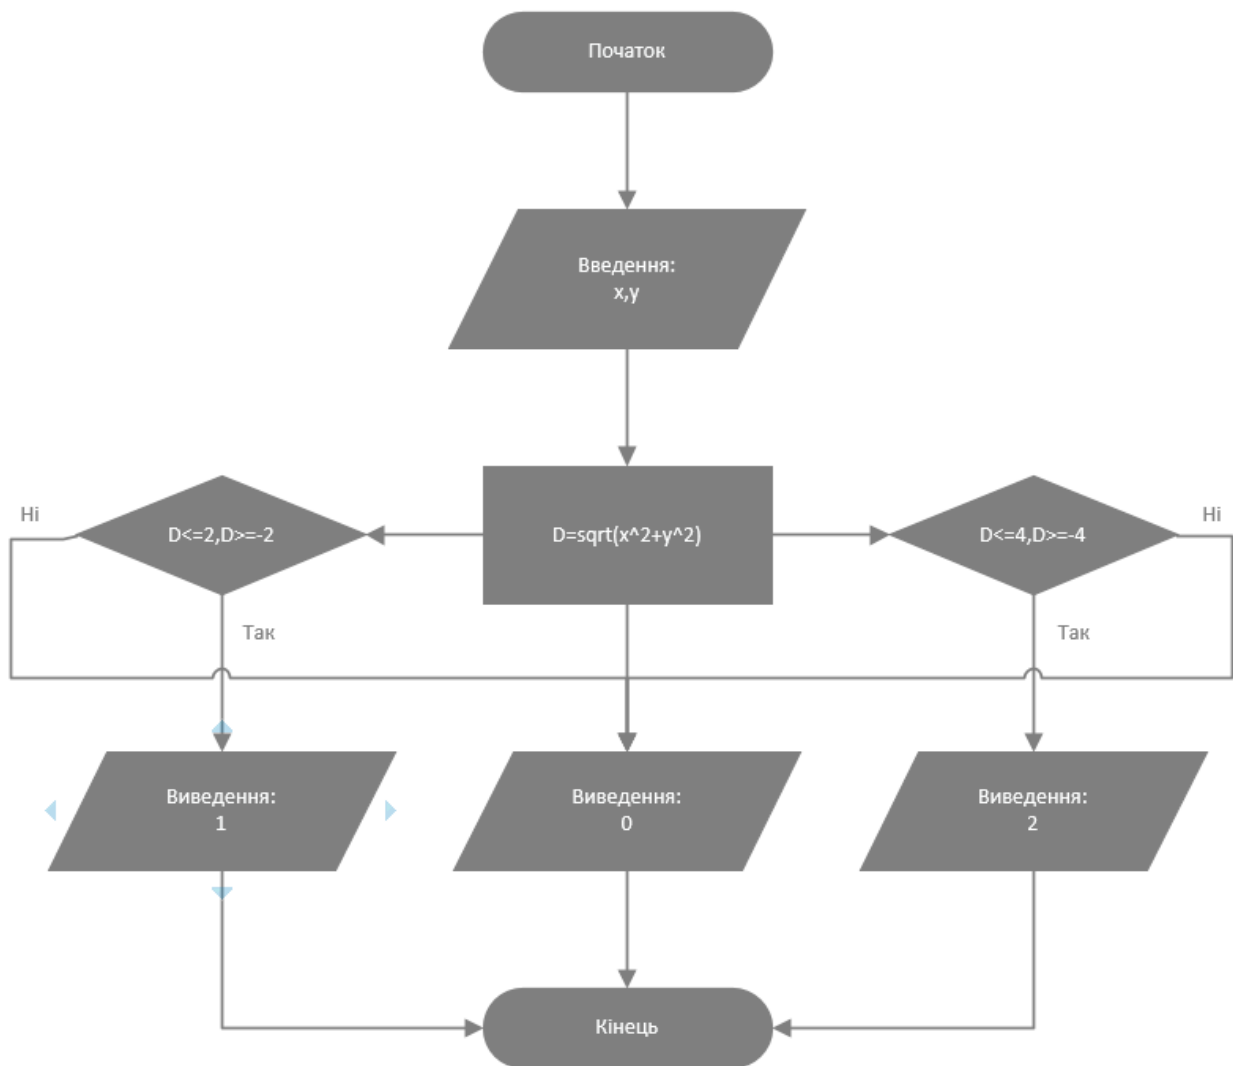 Початок
Введення:
x,y
Ні
D<=2,D>=-2
D=sqrt(x^2+y^2)
D<=4,D>=-4
Ні
Так
Так
Виведення:
1
Виведення:
0
Виведення:
2
Кінець